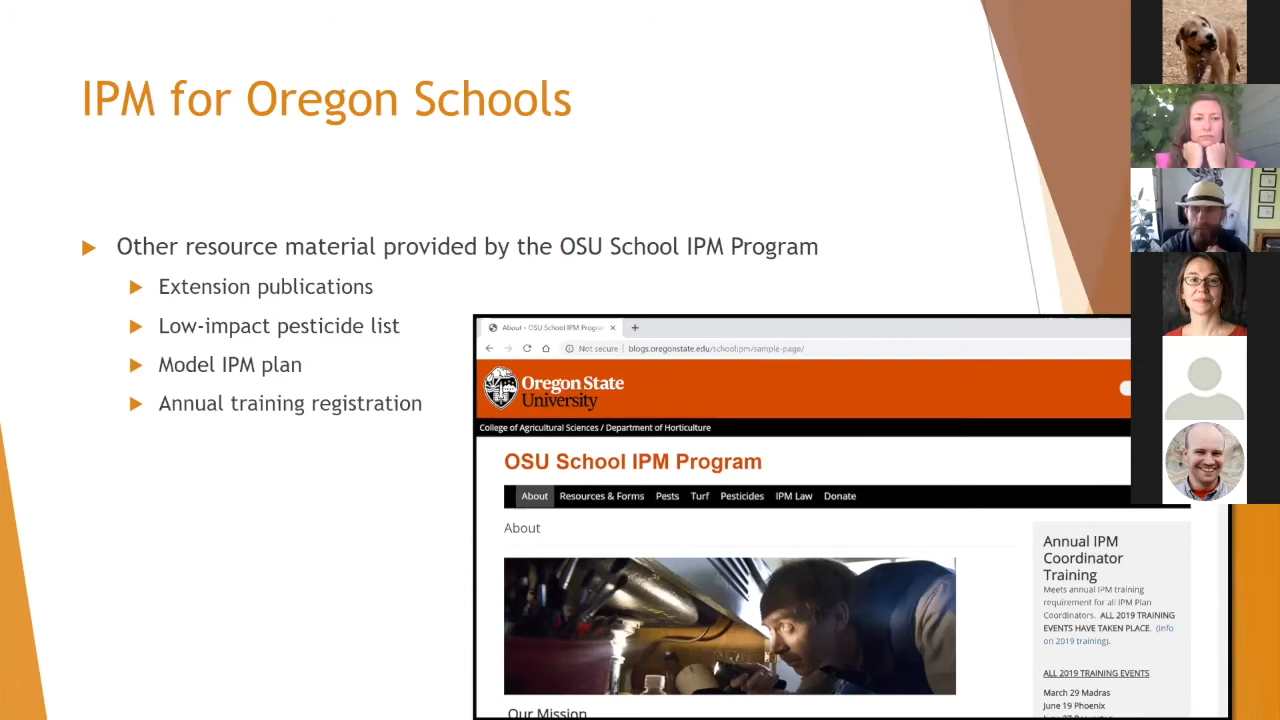 IPM for Oregon Schools
Other resource material provided by the OSU School IPM Program
Extension publications
Low-impact pesticide list
Model IPM plan
Annual training registration
About « OSU School IPM Progra
Not secure | blogs.oregonstate.edu/schoolipm/sample-page/
Oregon State
University
College of Agricultural Sciences / Department of Horticulture
OSU School IPM Program
About Resources & Forms Pests Turf Pesticides IPM Law Donate
About
Our Mission
Annual IPM
Coordinator
Training
Meets annual IPM training
requirement for all IPM Plan
Coordinators. ALL 2019 TRAINING
EVENTS HAVE TAKEN PLACE. (Info
on 2019 training).
ALL 2019 TRAINING EVENTS
March 29 Madras
June 19 Phoenix